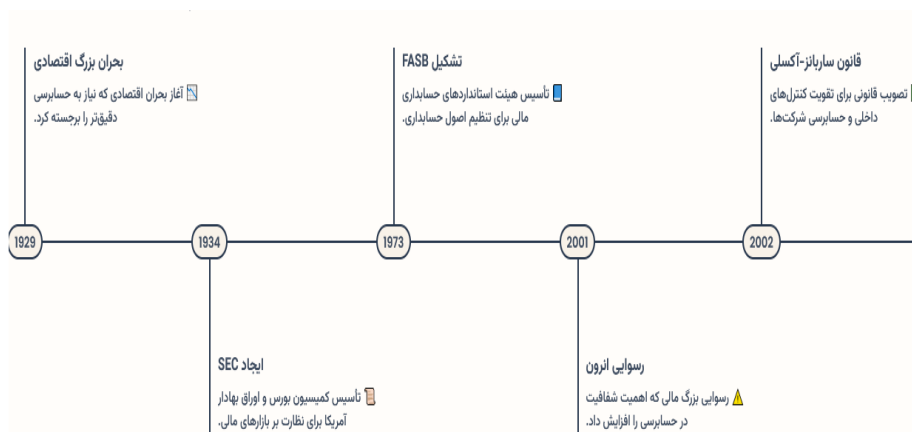 بحران بزرگ اقتصادی
آغاز بحران اقتصادی که نیاز به حسابرسی
دقیق‌تر را برجسته کرد.
تشکیل FASB
تأسیس هیئت استانداردهای حسابداری
مالی برای تنظیم اصول حسابداری.
قانون ساربانز-آکسلی
تصویب قانونی برای تقویت کنترل‌های
داخلی و حسابرسی شرکت‌ها.
1929
1934
1973
2001
2002
ایجاد SEC
تأسیس کمیسیون بورس و اوراق بهادار
آمریکا برای نظارت بر بازارهای مالی.
رسوایی انرون
رسوایی بزرگ مالی که اهمیت شفافیت
در حسابرسی را افزایش داد.